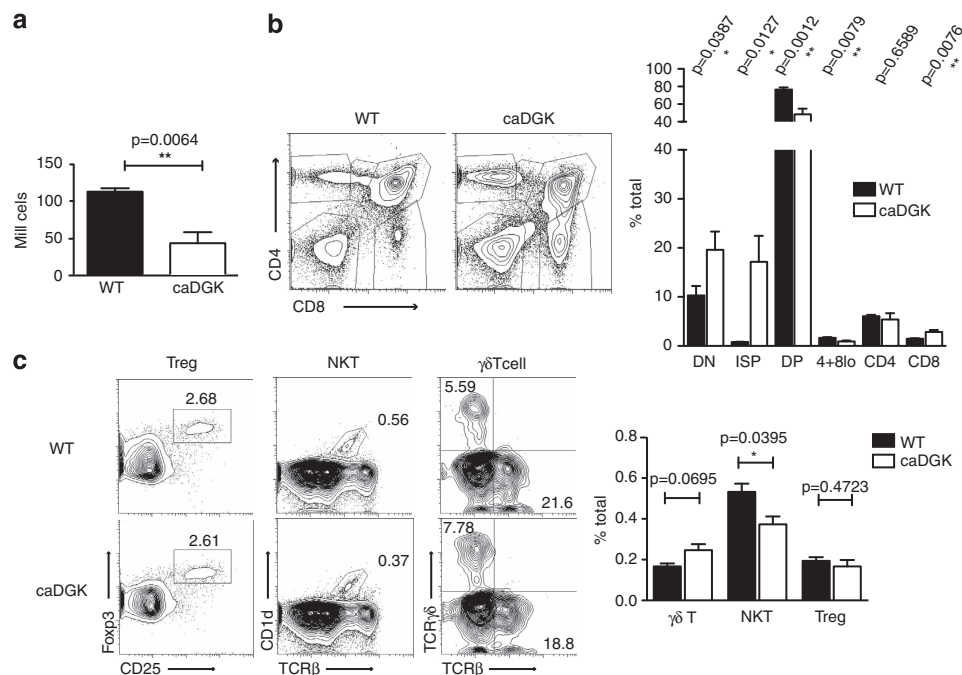 a
p=0.0064
**
150
100
50
0
Mill cels
WT
caDGK
b
WT
caDGK
CD4
CD8
p=0.0387
*
p=0.0127
*
p=0.0012
**
p=0.0079
**
p=0.6589
p=0.0076
**
100
80
60
40
40
30
20
10
0
% total
WT
caDGK
DN
ISP
DP
4+8lo
CD4
CD8
c
Treg
NKT
γδTcell
WT
2.68
0.56
5.59
21.6
caDGK
2.61
0.37
7.78
18.8
Foxp3
CD25
CD1d
TCRβ
TCRγδ
TCRβ
0.8
0.6
0.4
0.2
0.0
% total
p=0.0695
p=0.0395
*
p=0.4723
WT
caDGK
γδ T
NKT
Treg